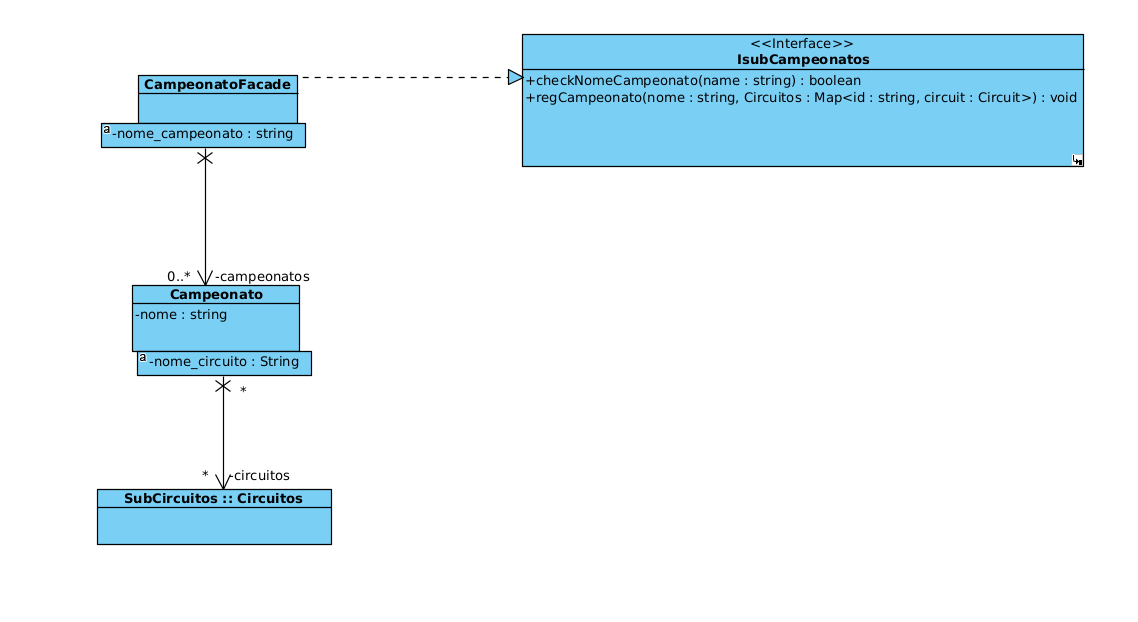 <<Interface>>
IsubCampeonatos
+checkNomeCampeonato(name : string) : boolean
+regCampeonato(nome : string, Circuitos : Map<id : string, circuit : Circuit>) : void
CampeonatoFacade
a
-nome_campeonato : string
0..* -campeonatos
Campeonato
-nome : string
a
-nome_circuito : String
*
* -circuitos
SubCircuitos :: Circuitos